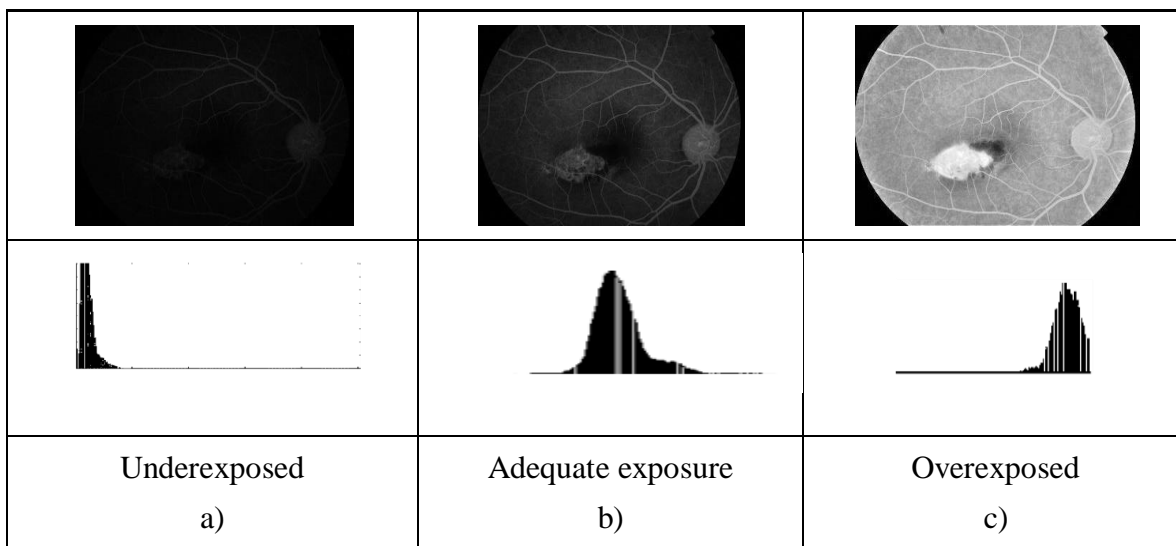 Underexposed
Adequate exposure
Overexposed
a)
b)
c)